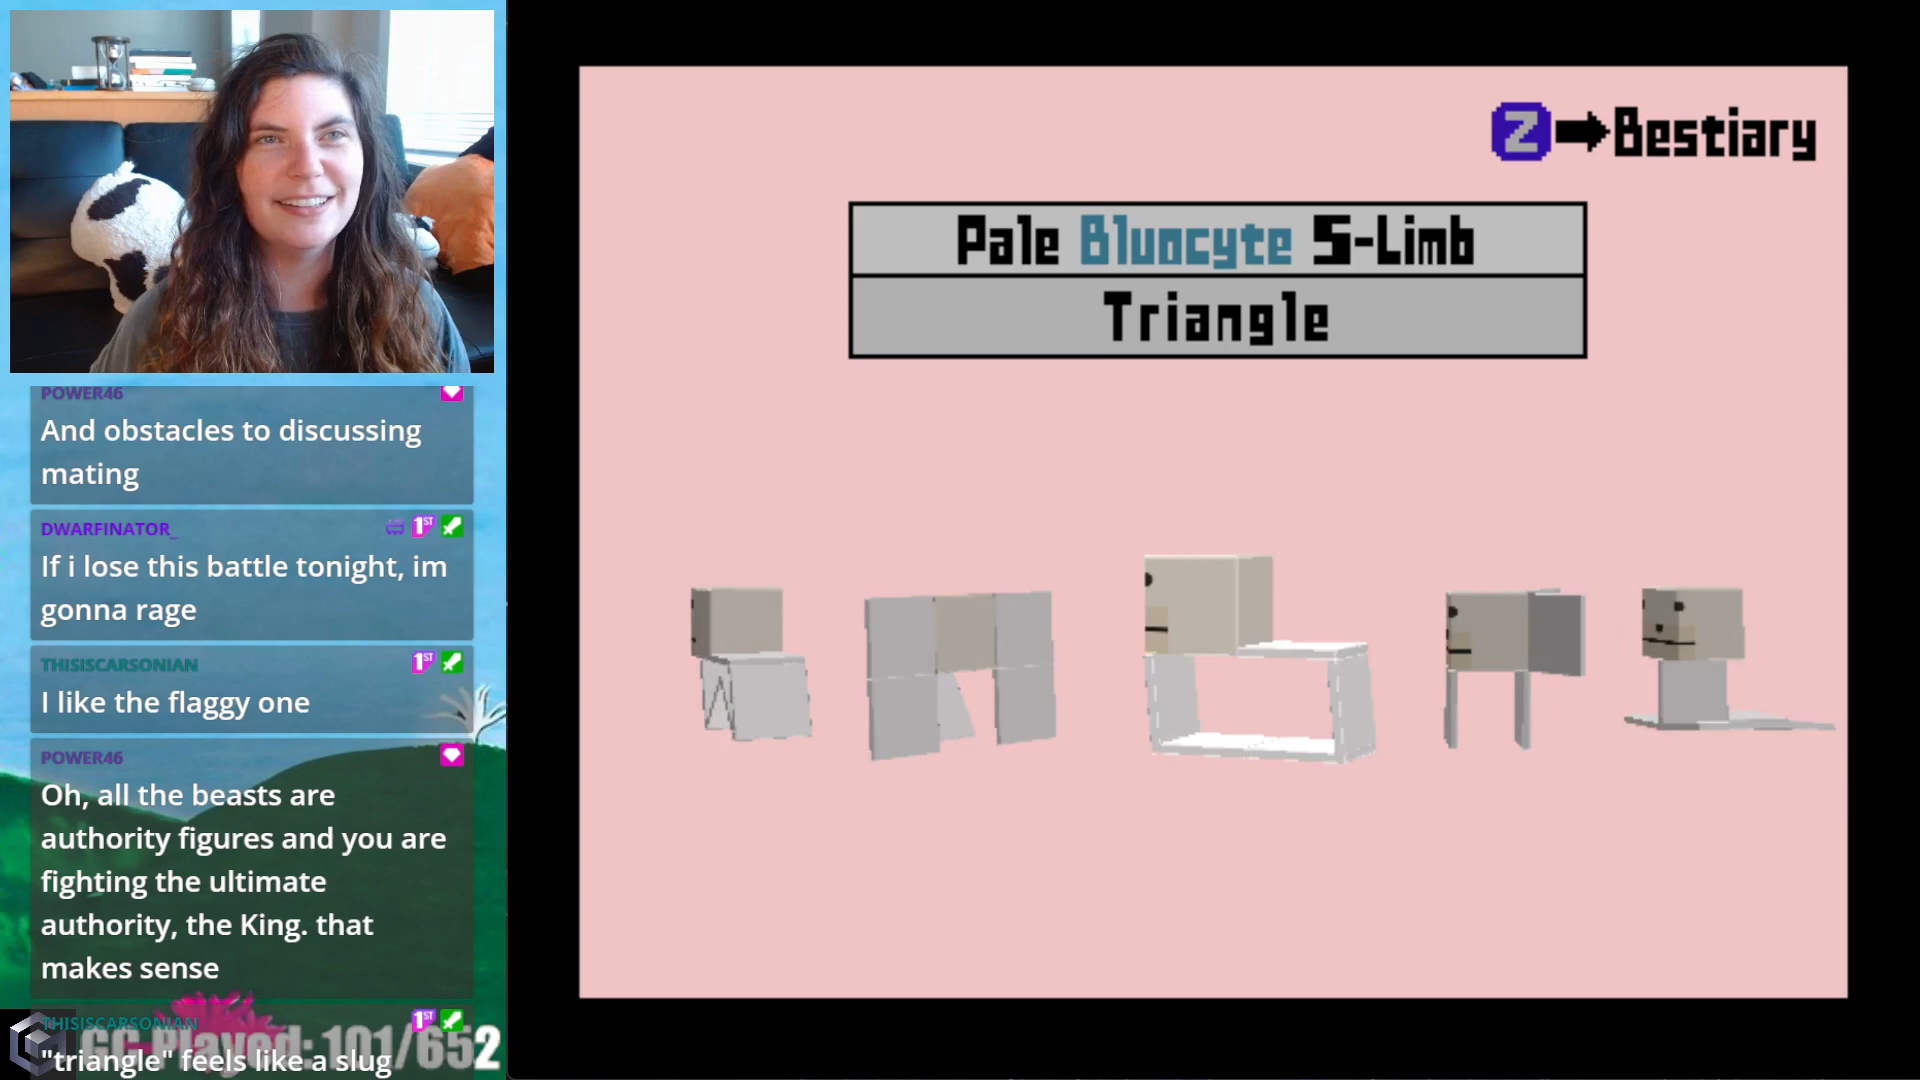 POWER46
And obstacles to discussing
mating
DWARFINATOR_
1ST
If i lose this battle tonight, im
gonna rage
THISISCARSONIAN
1ST
I like the flaggy one
POWER46
Oh, all the beasts are
authority figures and you are
fighting the ultimate
authority, the King. that
makes sense
THISISCARSONIAN
1ST
GC Played: 101/652
"triangle" feels like a slug
Z
Bestiary
Pale Bluocyte S-Limb
Triangle